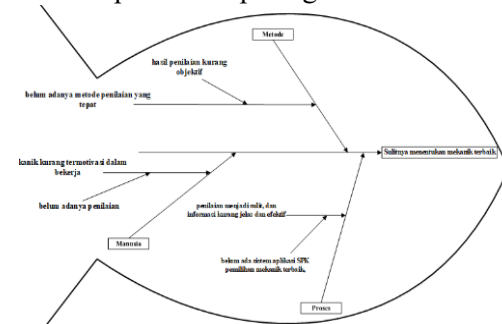 Metode
hasil penilaian kurang
objektif
belum adanya metode penilaian yang
tepat
Sulitnya menentukan mekanik terbaik
kanik kurang termotivasi dalam
bekerja
belum adanya penilaian
penilaian menjadi sulit, dan
informasi kurang jelas dan efektif
Manusia
belum ada sistem aplikasi SPK
pemilihan mekanik terbaik,
Proses